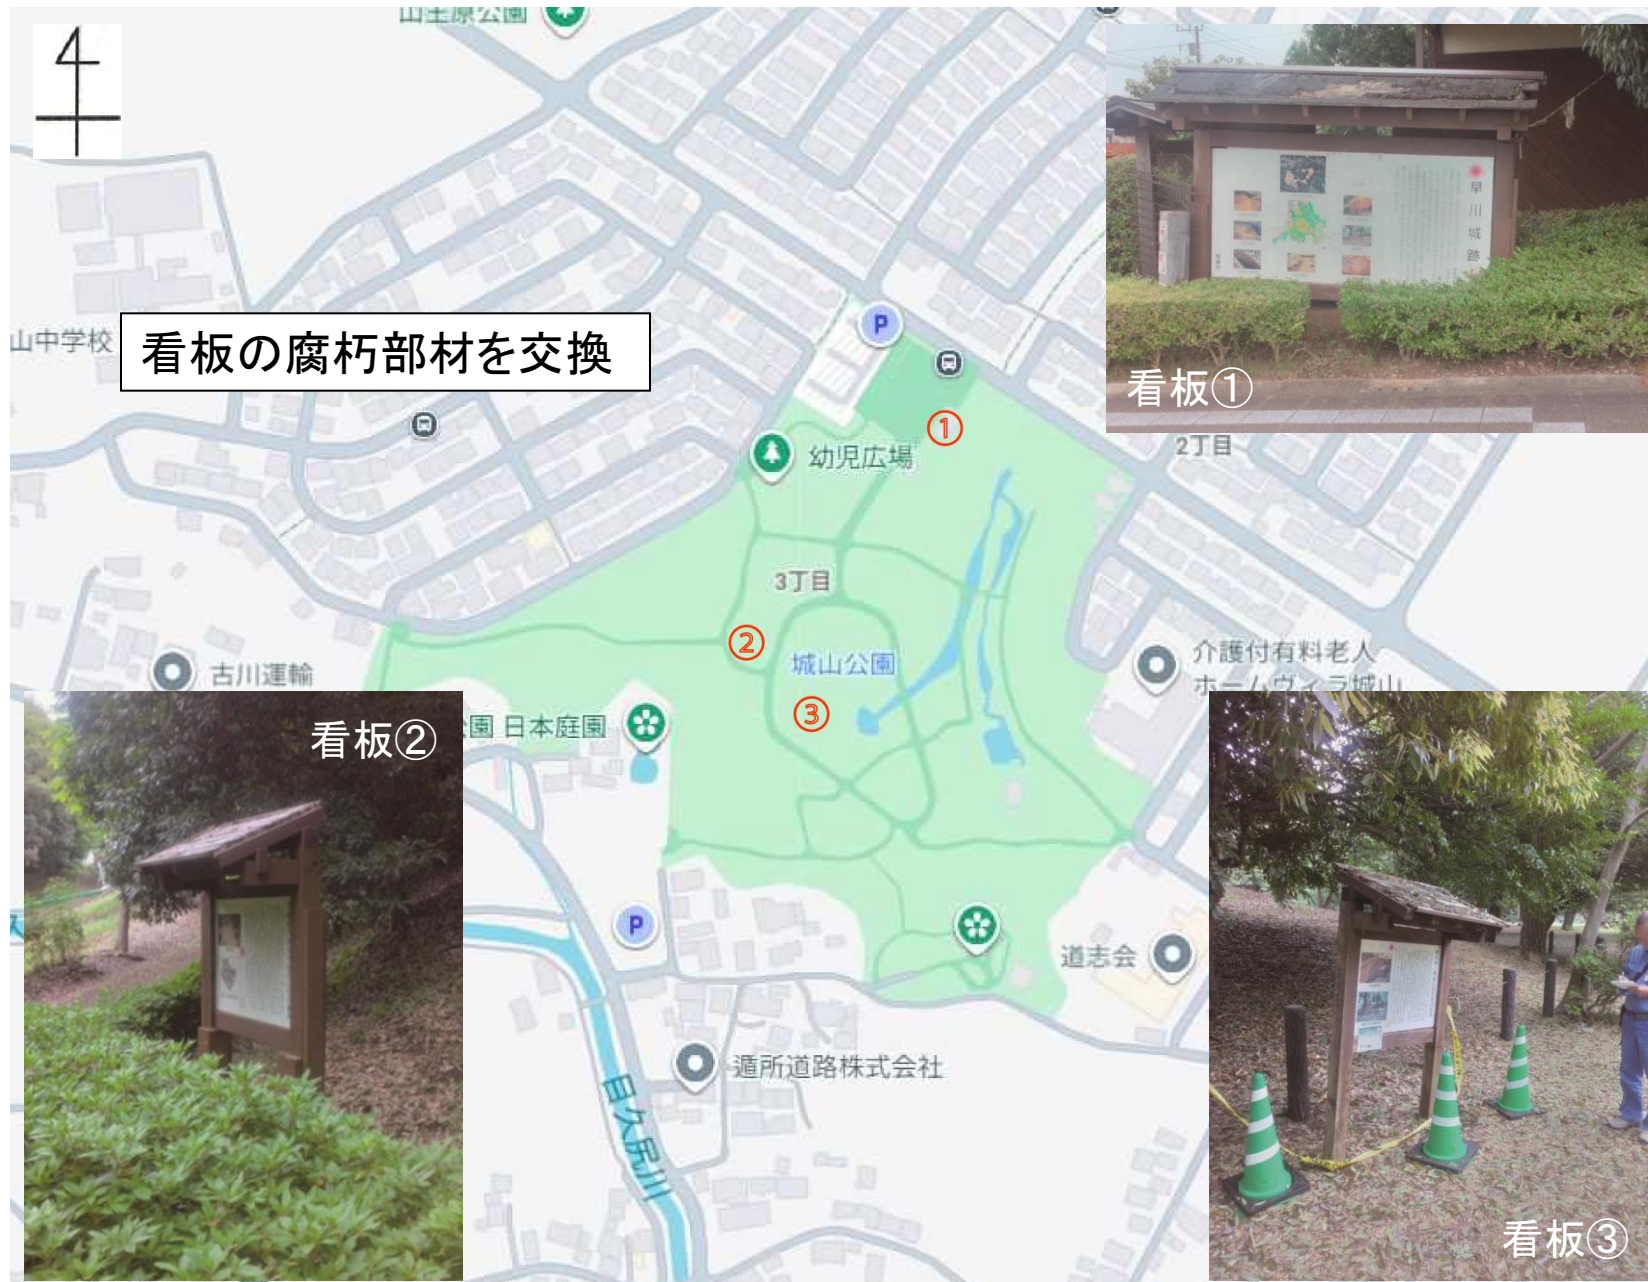 山王原公園
早川城跡
看板①
山中学校
看板の腐朽部材を交換
P
①
2丁目
幼児広場
3丁目
②
城山公園
介護付有料老人
ホームヴィラ城山
古川運輸
③
看板②
公園 日本庭園
P
道志会
遁所道路株式会社
目久尻川
看板③